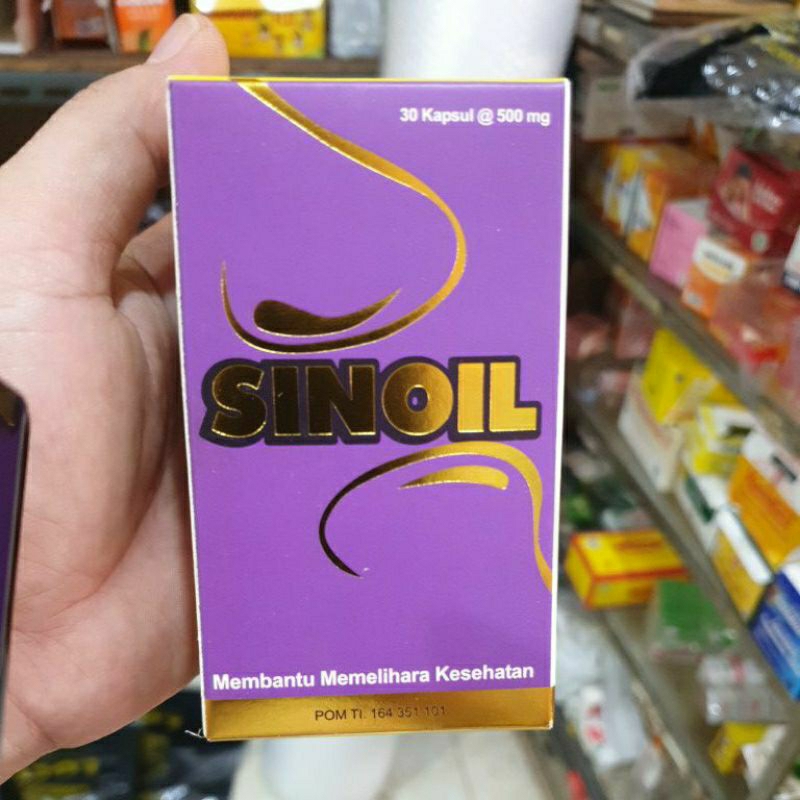 30 Kapsul @ 500 mg
SINOIL
Membantu Memelihara Kesehatan
POM TI. 164 351 101